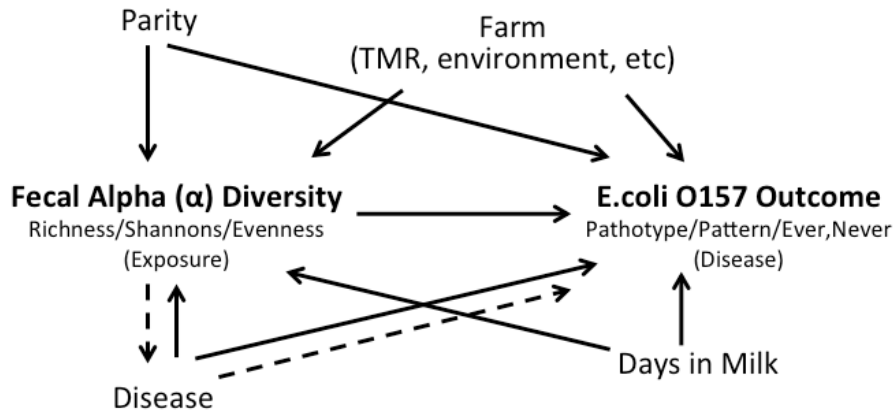 Parity
Farm
(TMR, environment, etc)
Fecal Alpha (α) Diversity
Richness/Shannons/Evenness
(Exposure)
E.coli O157 Outcome
Pathotype/Pattern/Ever,Never
(Disease)
Disease
Days in Milk